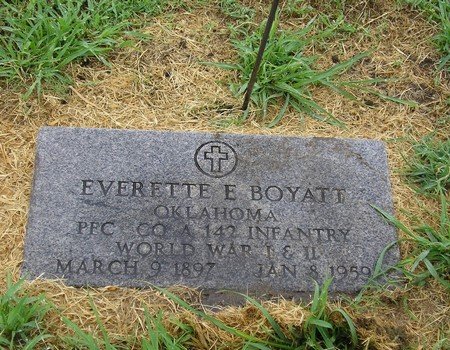 EVERETTE E BOYATT
OKLAHOMA
PFC CO A 142 INFANTRY
WORLD WAR I & II
MARCH 9 1897 JAN 8 1959